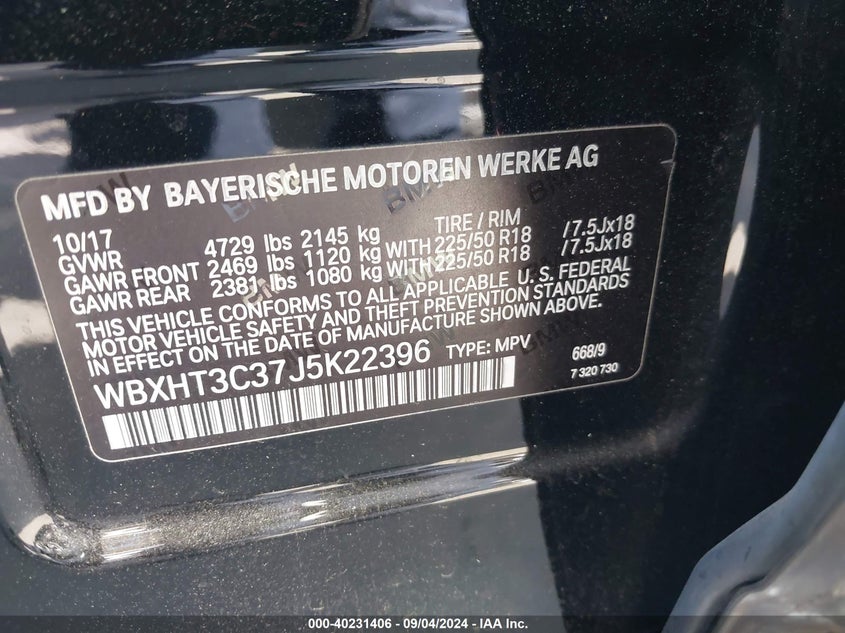 MFD BY BAYERISCHE MOTOREN WERKE AG
10/17 TIRE / RIM
GVWR 4729 lbs 2145 kg
GAWR FRONT 2469 lbs 1120 kg WITH 225/50 R18 /7.5Jx18
GAWR REAR 2381 lbs 1080 kg WITH 225/50 R18 /7.5Jx18
THIS VEHICLE CONFORMS TO ALL APPLICABLE U.S. FEDERAL
MOTOR VEHICLE SAFETY AND THEFT PREVENTION STANDARDS
IN EFFECT ON THE DATE OF MANUFACTURE SHOWN ABOVE.
WBXHT3C37J5K22396 TYPE: MPV 668/9
7 320 730
000-40231406 - 09/04/2024 - IAA Inc.